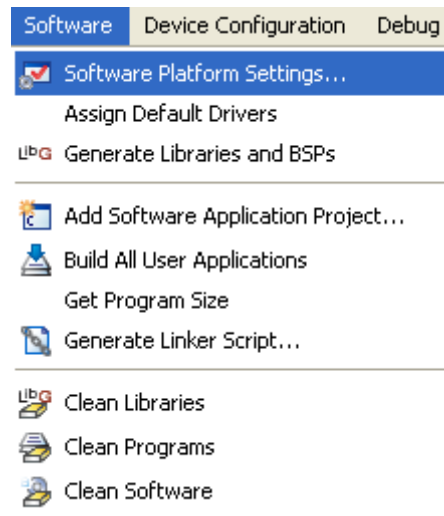 Software Device Configuration Debug
Software Platform Settings...
Assign Default Drivers
LibG Generate Libraries and BSPs
c Add Software Application Project...
Build All User Applications
Get Program Size
Generate Linker Script...
LibG Clean Libraries
Clean Programs
Clean Software